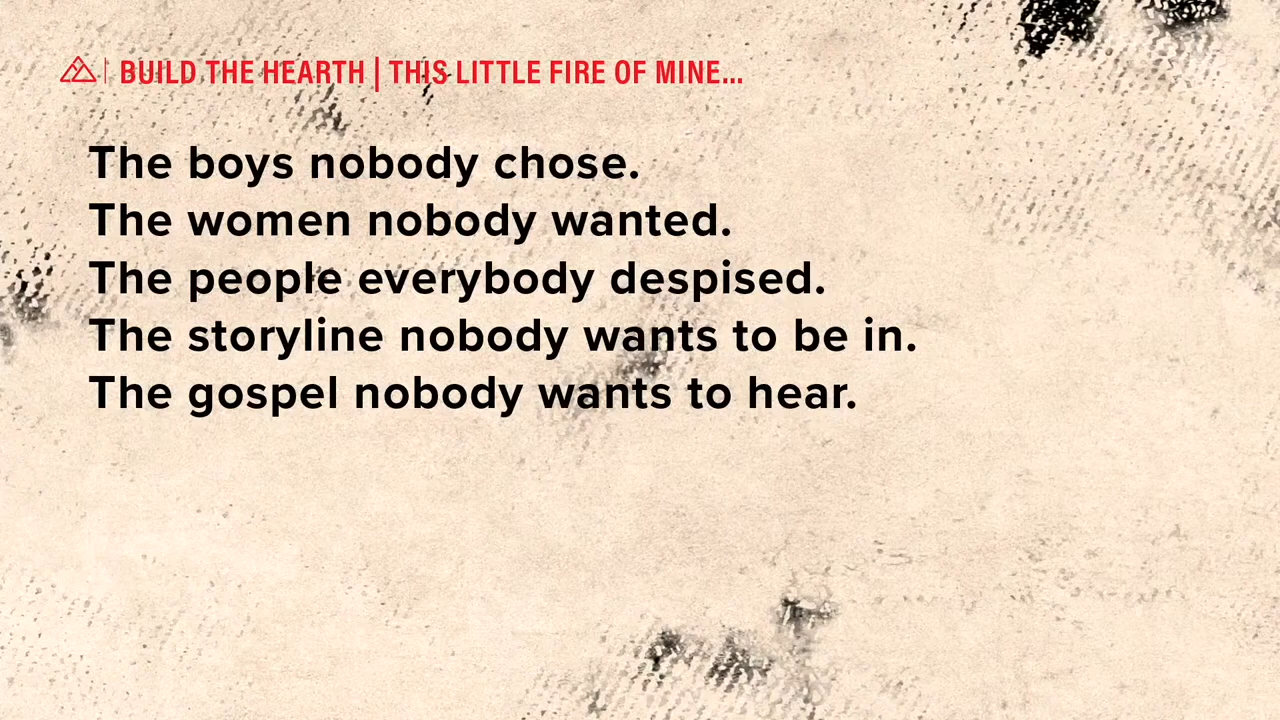 BUILD THE HEARTH | THIS LITTLE FIRE OF MINE...
The boys nobody chose.
The women nobody wanted.
The people everybody despised.
The storyline nobody wants to be in.
The gospel nobody wants to hear.